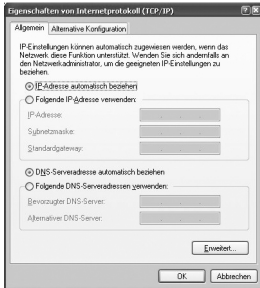 Eigenschaften von Internetprotokoll (TCP/IP)
Allgemein Alternative Konfiguration
IP-Einstellungen können automatisch zugewiesen werden, wenn das
Netzwerk diese Funktion unterstützt. Wenden Sie sich andernfalls an
den Netzwerkadministrator, um die geeigneten IP-Einstellungen zu
beziehen.
IP-Adresse automatisch beziehen
Folgende IP-Adresse verwenden:
IP-Adresse:
Subnetzmaske:
Standardgateway:
DNS-Serveradresse automatisch beziehen
Folgende DNS-Serveradressen verwenden:
Bevorzugter DNS-Server:
Alternativer DNS-Server:
Erweitert...
OK Abbrechen